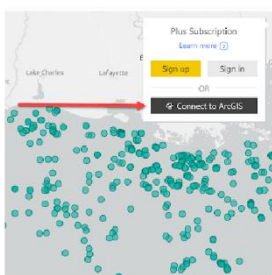 Plus Subscription
Learn more
Sign up
Sign in
OR
Connect to ArcGIS
Lake Charles
Lafayette